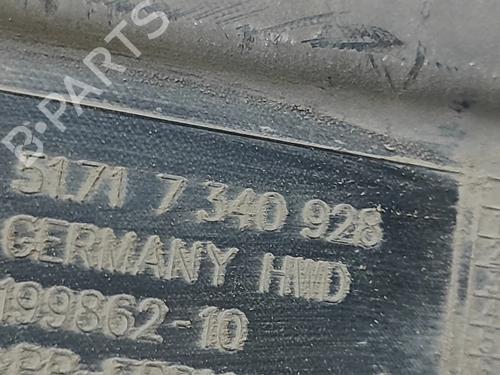 B-PARTS
5171 7 340 928
GERMANY HWD
199862-10